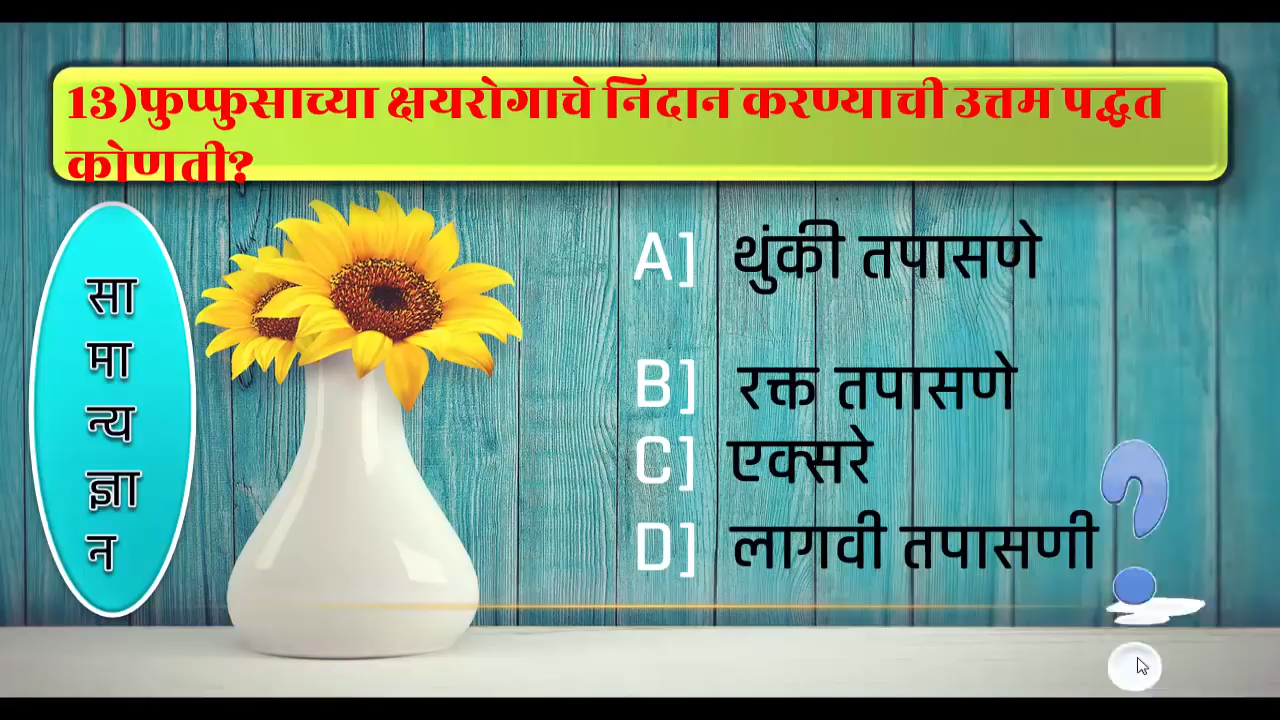 13)फुप्फुसाच्या क्षयरोगाचे निदान करण्याची उत्तम पद्धत
कोणती?
सा
मा
न्य
ज्ञा
न
A] थुंकी तपासणे
B] रक्त तपासणे
C] एक्सरे
D] लागवी तपासणी
?